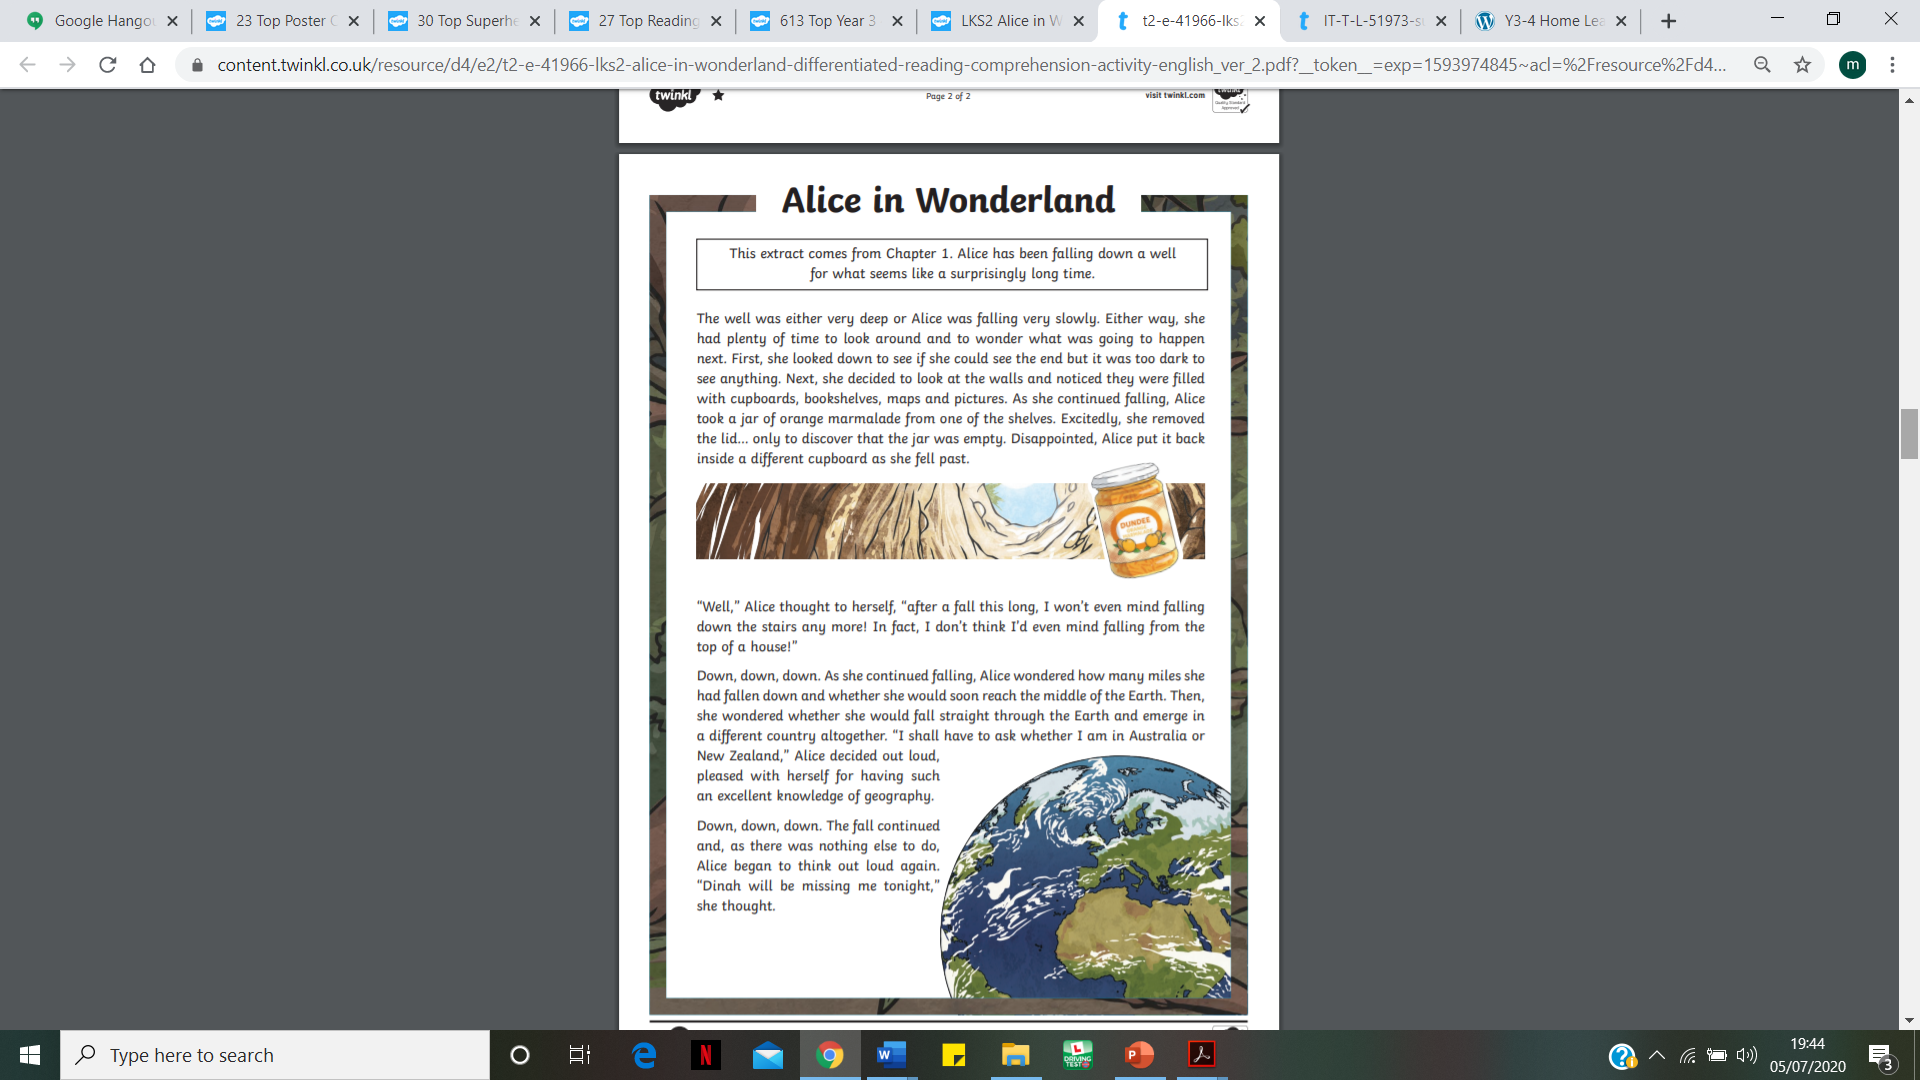 Google Hangou
23 Top Poster C
30 Top Superhe
27 Top Reading
613 Top Year 3
LKS2 Alice in W
t2-e-41966-lks2
IT-T-L-51973-s
Y3-4 Home Lea
content.twinkl.co.uk/resource/d4/e2/t2-e-41966-lks2-alice-in-wonderland-differentiated-reading-comprehension-activity-english_ver_2.pdf?__token__=exp=1593974845~acl=%2Fresource%2Fd4...
m
twinkl
Page 2 of 2
visit twinkl.com
Quality Standard
Approved
Alice in Wonderland
This extract comes from Chapter 1. Alice has been falling down a well
for what seems like a surprisingly long time.
The well was either very deep or Alice was falling very slowly. Either way, she
had plenty of time to look around and to wonder what was going to happen
next. First, she looked down to see if she could see the end but it was too dark to
see anything. Next, she decided to look at the walls and noticed they were filled
with cupboards, bookshelves, maps and pictures. As she continued falling, Alice
took a jar of orange marmalade from one of the shelves. Excitedly, she removed
the lid... only to discover that the jar was empty. Disappointed, Alice put it back
inside a different cupboard as she fell past.
DUNDEE
“Well,” Alice thought to herself, “after a fall this long, I won’t even mind falling
down the stairs any more! In fact, I don’t think I’d even mind falling from the
top of a house!”
Down, down, down. As she continued falling, Alice wondered how many miles she
had fallen down and whether she would soon reach the middle of the Earth. Then,
she wondered whether she would fall straight through the Earth and emerge in
a different country altogether. “I shall have to ask whether I am in Australia or
New Zealand,” Alice decided out loud,
pleased with herself for having such
an excellent knowledge of geography.
Down, down, down. The fall continued
and, as there was nothing else to do,
Alice began to think out loud again.
“Dinah will be missing me tonight,”
she thought.
Type here to search
DRIVING
TEST
19:44
05/07/2020
3